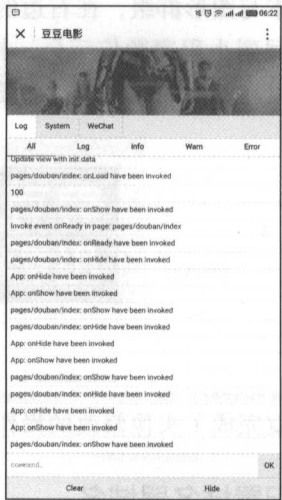 06:22
豆豆电影
Log System WeChat
All Log Info Warn Error
Update view with init data
pages/douban/index: onLoad have been invoked
100
pages/douban/index: onShow have been invoked
Invoke event onReady in page: pages/douban/index
pages/douban/index: onReady have been invoked
pages/douban/index: onHide have been invoked
App: onHide have been invoked
App: onShow have been invoked
pages/douban/index: onShow have been invoked
pages/douban/index: onHide have been invoked
App: onHide have been invoked
App: onShow have been invoked
pages/douban/index: onShow have been invoked
pages/douban/index: onHide have been invoked
App: onHide have been invoked
App: onShow have been invoked
pages/douban/index: onShow have been invoked
command... OK
Clear Hide